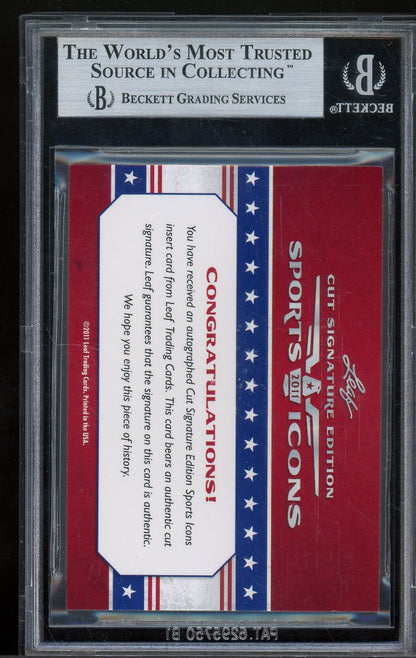 THE WORLD'S MOST TRUSTED
SOURCE IN COLLECTING™
B BECKETT GRADING SERVICES
B
BECKETT®
Leaf
CUT SIGNATURE EDITION
SPORTS 2011 ICONS
CONGRATULATIONS!
You have received an autographed Cut Signature Edition Sports Icons
insert card from Leaf Trading Cards. This card bears an authentic cut
signature. Leaf guarantees that the signature on this card is authentic.
We hope you enjoy this piece of history.
©2011 Leaf Trading Cards. Printed in the USA.
PAT. 6295750 B1